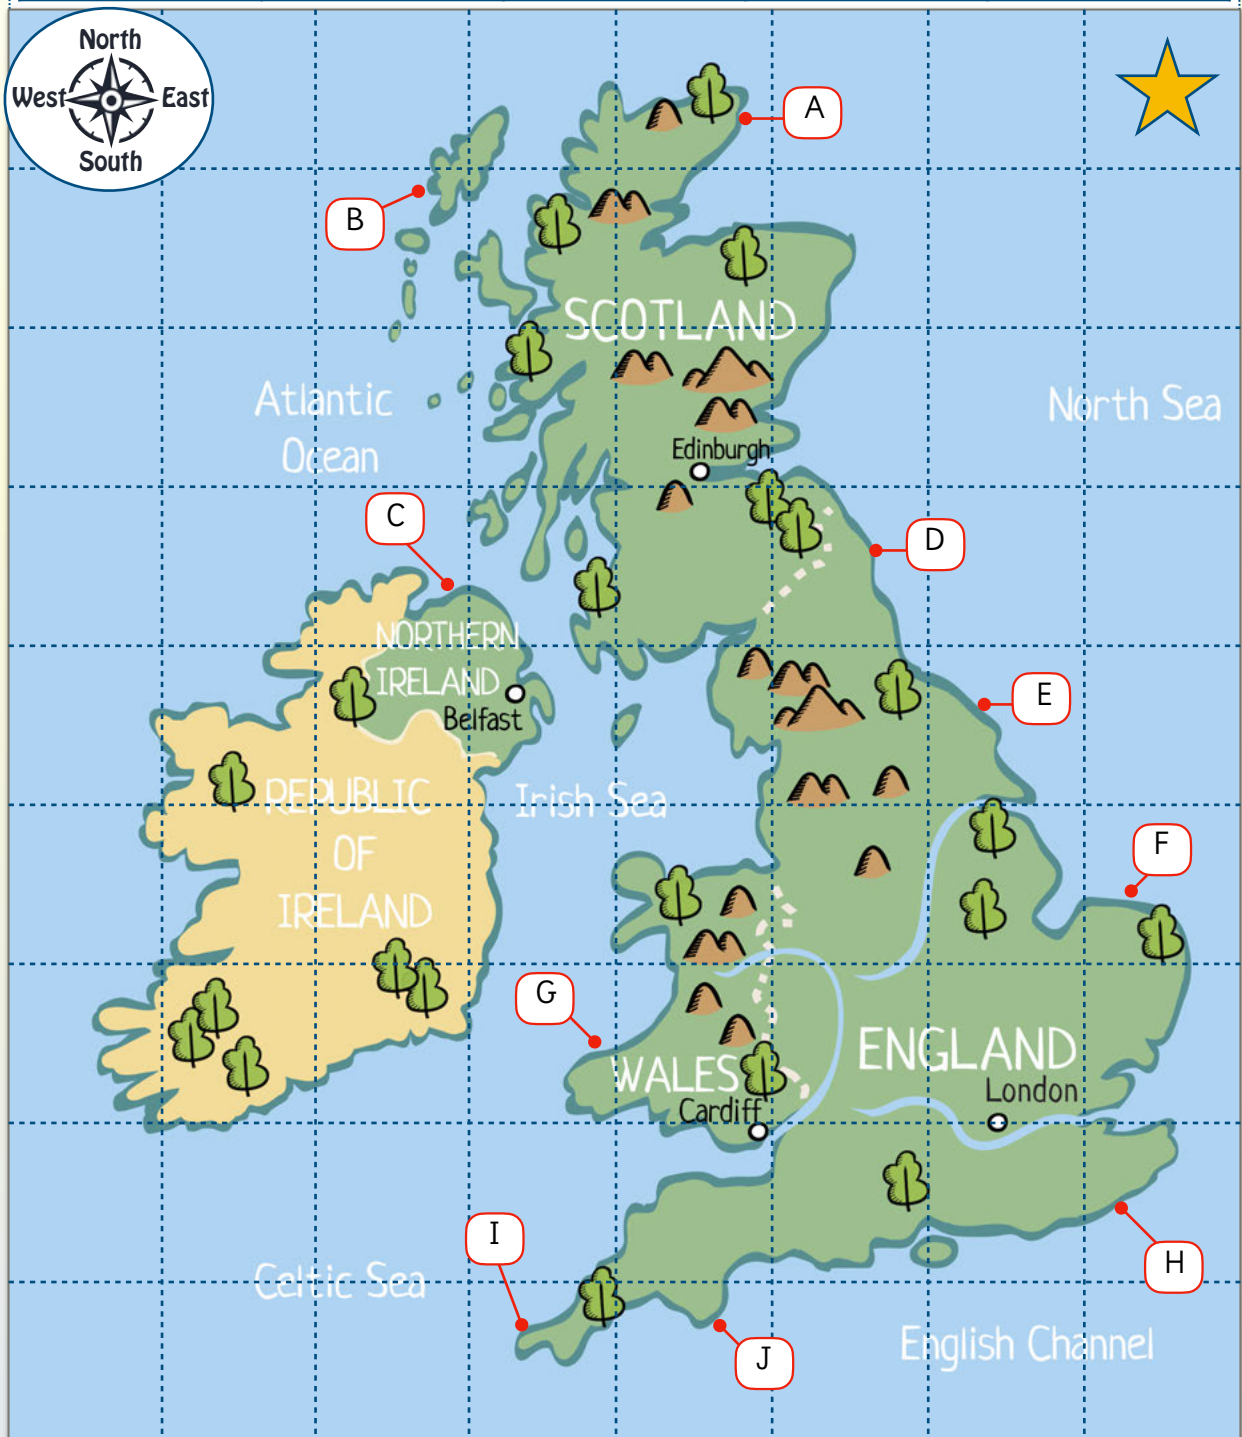 North
West
East
South
A
B
SCOTLAND
Atlantic
Ocean
North Sea
Edinburgh
C
D
NORTHERN
IRELAND
Belfast
E
REPUBLIC
OF
IRELAND
Irish Sea
F
G
WALES
Cardiff
ENGLAND
London
I
H
Celtic Sea
English Channel
J